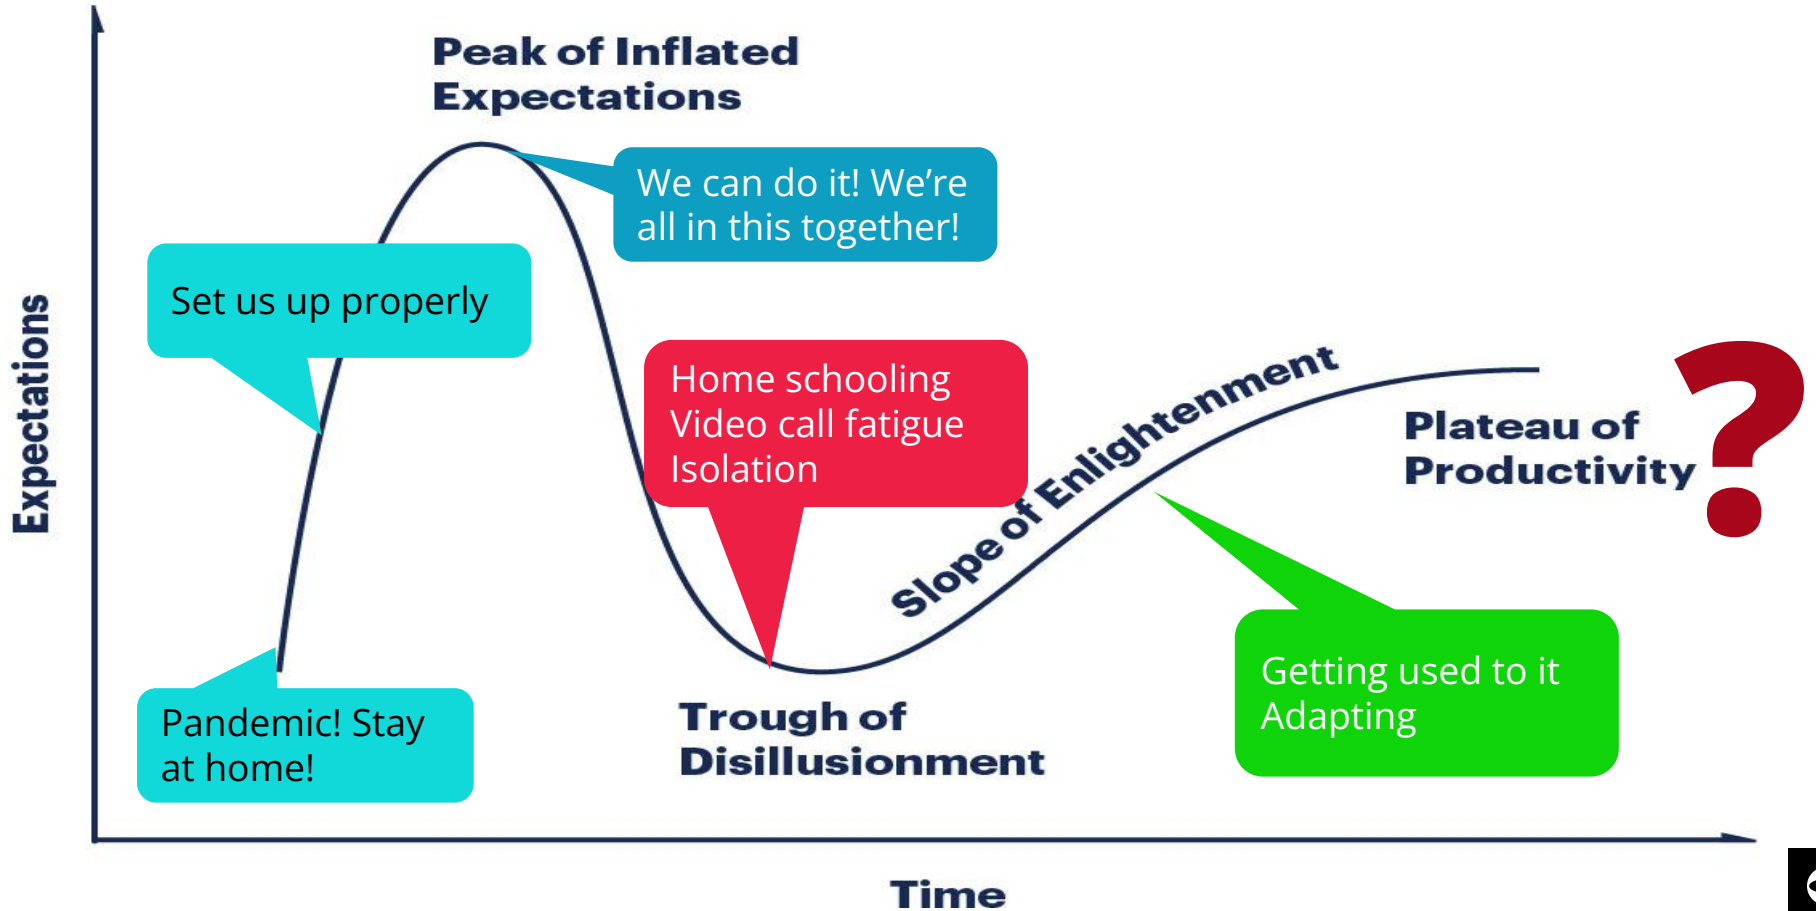 Peak of Inflated
Expectations
We can do it! We’re
all in this together!
Set us up properly
Expectations
Home schooling
Video call fatigue
Isolation
Slope of Enlightenment
Plateau of
Productivity
?
Getting used to it
Adapting
Pandemic! Stay
at home!
Trough of
Disillusionment
Time